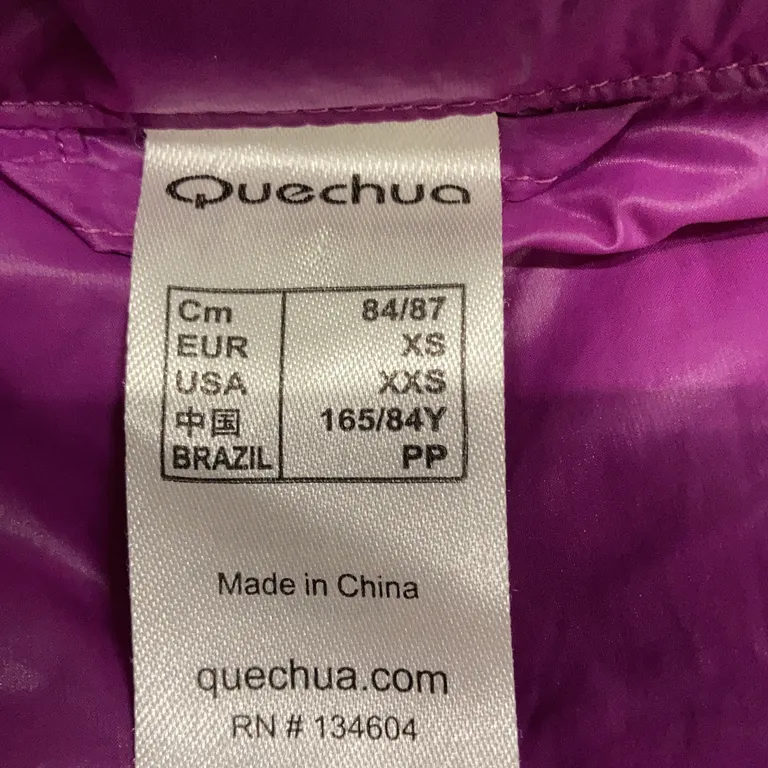 Quechua
Cm 84/87
EUR XS
USA XXS
中国 165/84Y
BRAZIL PP
Made in China
quechua.com
RN # 134604